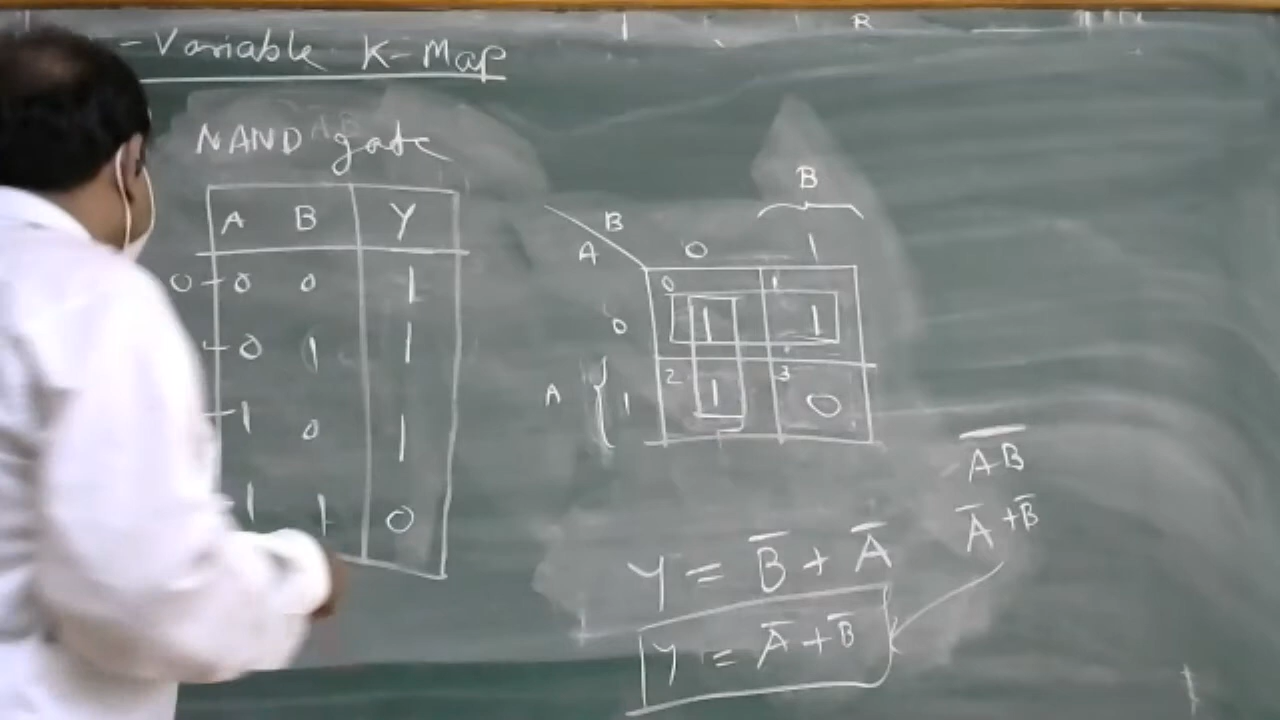 -Variable K-Map
R
NAND gate
A B Y
0-0 0 1
-0 1 1
-1 0 1
-1 1 0
B
B
A
0 1
0 1
0 1 1
2 3
A { 1 1 0
Y = B̅ + A̅
Y = A̅ + B̅
A̅B̅
A̅ + B̅